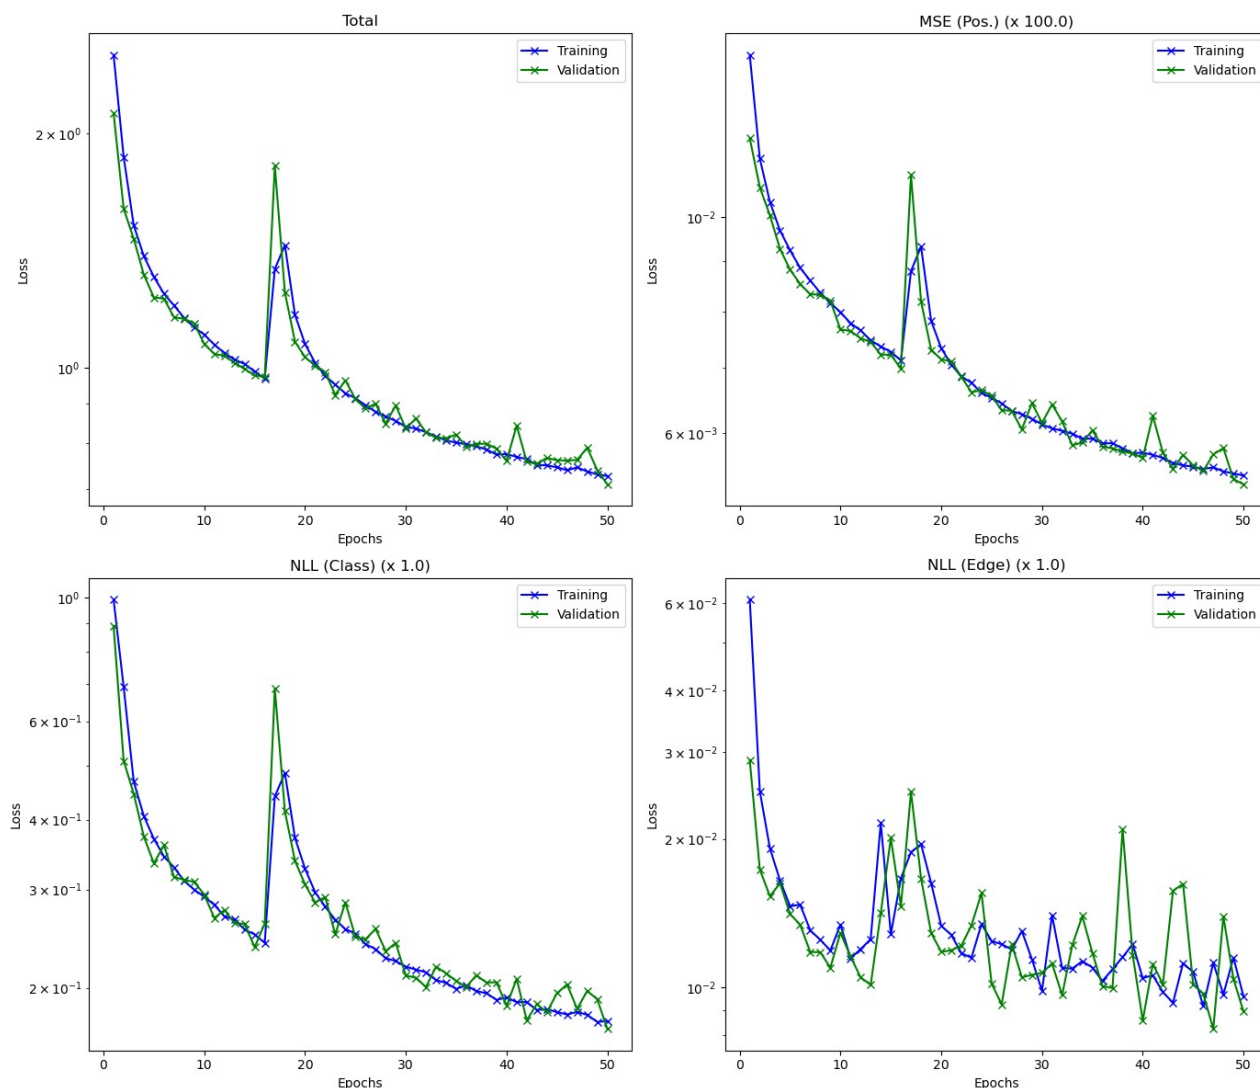 Total
Training
Validation
2 × 10⁰
10⁰
Loss
0 10 20 30 40 50
Epochs
MSE (Pos.) (x 100.0)
Training
Validation
10⁻²
6 × 10⁻³
Loss
0 10 20 30 40 50
Epochs
NLL (Class) (x 1.0)
Training
Validation
10⁰
6 × 10⁻¹
4 × 10⁻¹
3 × 10⁻¹
2 × 10⁻¹
Loss
0 10 20 30 40 50
Epochs
NLL (Edge) (x 1.0)
Training
Validation
6 × 10⁻²
4 × 10⁻²
3 × 10⁻²
2 × 10⁻²
10⁻²
Loss
0 10 20 30 40 50
Epochs